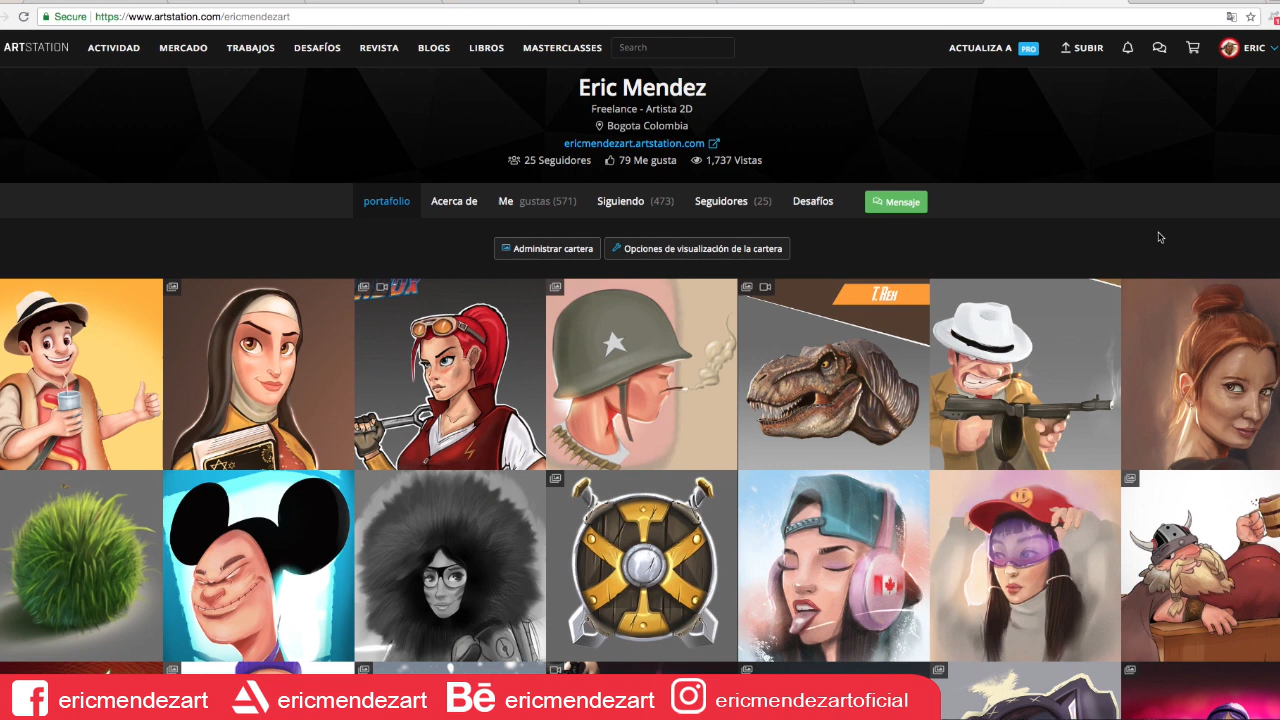 Secure https://www.artstation.com/ericmendezart
ARTSTATION ACTIVIDAD MERCADO TRABAJOS DESAFÍOS REVISTA BLOGS LIBROS MASTERCLASSES Search ACTUALIZA A PRO SUBIR ERIC
Eric Mendez
Freelance - Artista 2D
Bogota Colombia
ericmendezart.artstation.com
25 Seguidores 79 Me gusta 1,737 Vistas
portafolio Acerca de Me gustas (571) Siguiendo (473) Seguidores (25) Desafíos Mensaje
Administrar cartera Opciones de visualización de la cartera
T. Rex
ericmendezart ericmendezart Bē ericmendezart ericmendezartoficial